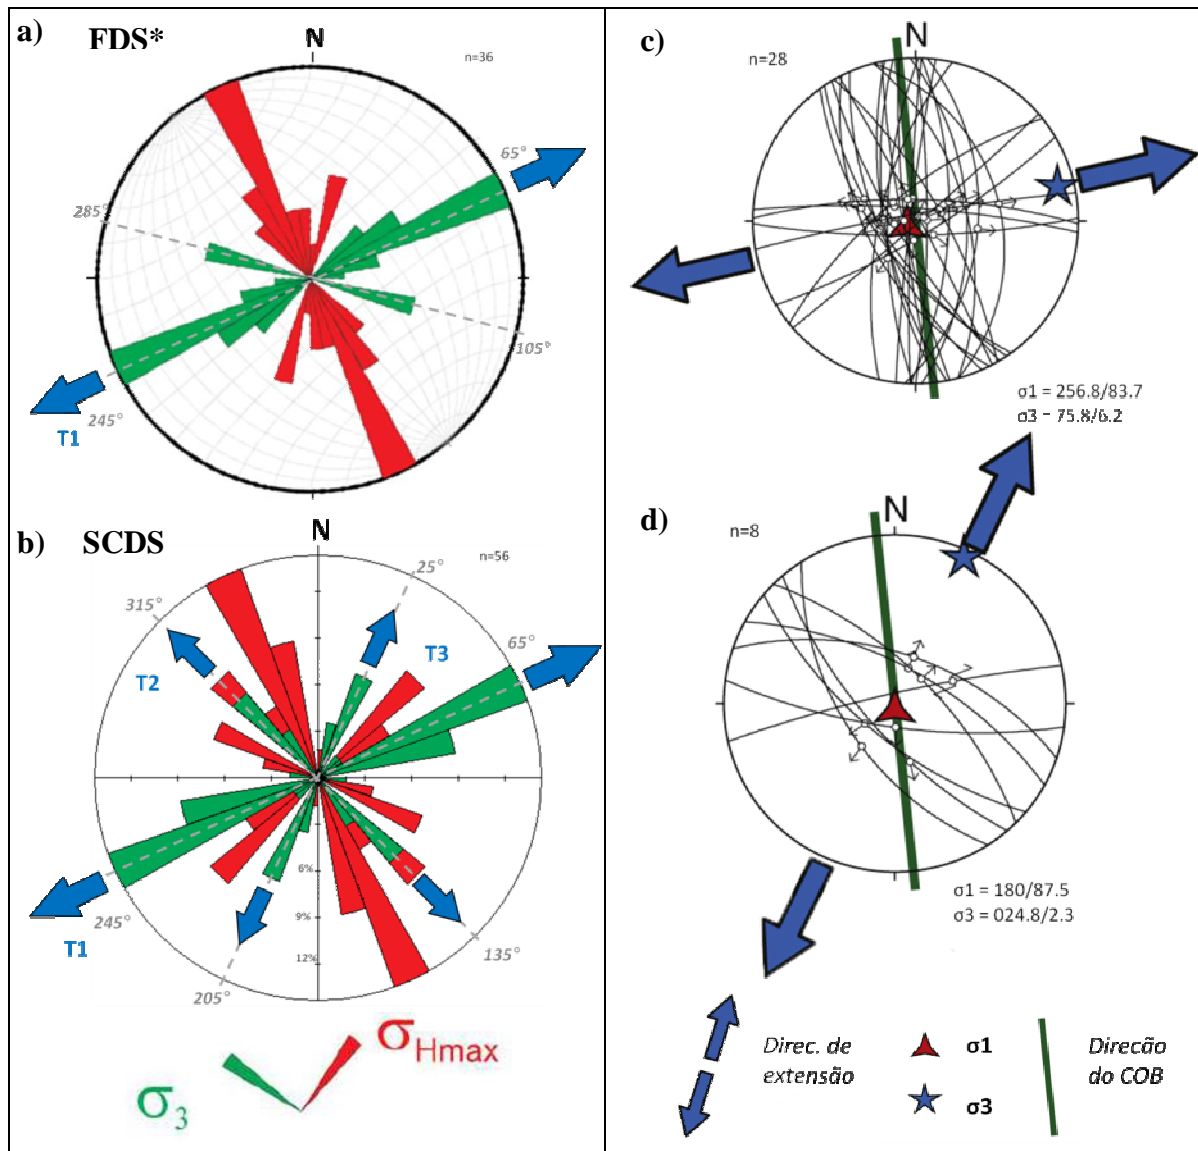 a)
FDS*
N
n=36
65°
285°
105°
245°
T1
b)
SCDS
N
n=56
25°
315°
T3
65°
T2
6%
9%
12%
T1
245°
135°
205°
σ3
σHmax
c)
N
n=28
σ1 = 256.8/83.7
σ3 = 75.8/6.2
d)
N
n=8
σ1 = 180/87.5
σ3 = 024.8/2.3
Direc. de
extensão
σ1
σ3
Direcão
do COB